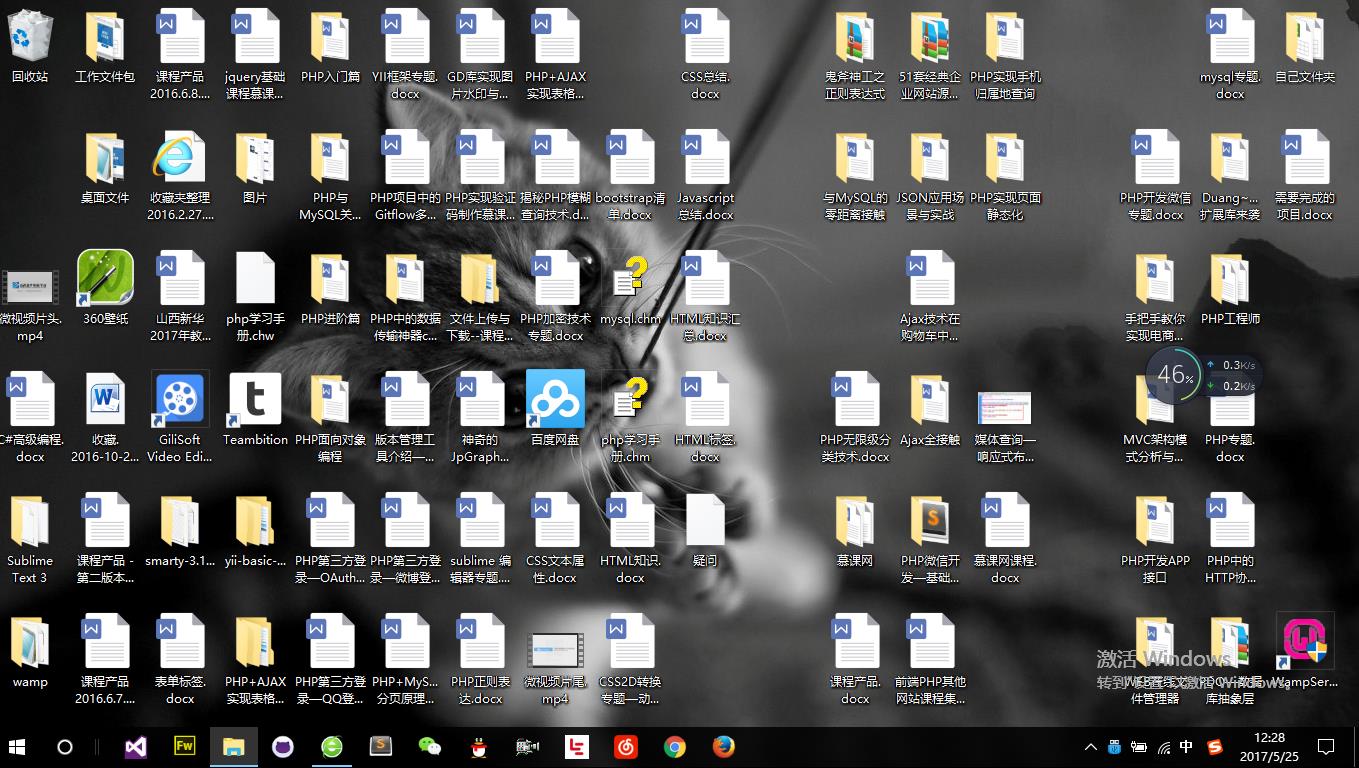 回收站
工作文件包
课程产品
2016.6.8....
jquery基础
课程慕课...
PHP入门篇
YII框架专题.
docx
GD库实现图
片水印与...
PHP+AJAX
实现表格...
CSS总结.
docx
鬼斧神工之
正则表达式
51套经典企
业网站源...
PHP实现手机
归属地查询
mysql专题.
docx
自己文件夹
桌面文件
收藏夹整理
2016.2.27....
图片
PHP与
MySQL关...
PHP项目中的
Gitflow多...
PHP实现验证
码制作慕课...
揭秘PHP模糊
查询技术.d...
bootstrap清
单.docx
Javascript
总结.docx
与MySQL的
零距离接触
JSON应用场
景与实战
PHP实现页面
静态化
PHP开发微信
专题.docx
Duang~...
扩展库来袭
需要完成的
项目.docx
微视频片头.
mp4
360壁纸
山西新华
2017年教...
php学习手
册.chw
PHP进阶篇
PHP中的数据
传输神器c...
文件上传与
下载--课程...
PHP加密技术
专题.docx
mysql.chm
HTML知识汇
总.docx
Ajax技术在
购物车中...
手把手教你
实现电商...
PHP工程师
46%
0.3K/s
0.2K/s
C#高级编程.
docx
收藏.
2016-10-2...
GiliSoft
Video Edi...
t
Teambition
PHP面向对象
编程
版本管理工
具介绍—...
神奇的
JpGraph...
百度网盘
php学习手
册.chm
HTML标签.
docx
PHP无限级分
类技术.docx
Ajax全接触
媒体查询—
响应式布...
MVC架构模
式分析与...
PHP专题.
docx
Sublime
Text 3
课程产品 -
第二版本...
smarty-3.1...
yii-basic-...
PHP第三方登
录—OAuth...
PHP第三方登
录—微博登...
sublime 编
辑器专题....
CSS文本属
性.docx
HTML知识.
docx
疑问
慕课网
PHP微信开
发—基础...
慕课网课程.
docx
PHP开发APP
接口
PHP中的
HTTP协...
wamp
课程产品
2016.6.7....
表单标签.
docx
PHP+AJAX
实现表格...
PHP第三方登
录—QQ登...
PHP+MyS...
分页原理...
PHP正则表
达.docx
微视频片尾.
mp4
CSS2D转换
专题—动...
课程产品.
docx
前端PHP其他
网站课程集...
激活 Windows
转到"设置"以激活 Windows。
WEB在线文
件管理器
PDO—数据
库抽象层
WampSer...
Fw
中
12:28
2017/5/25